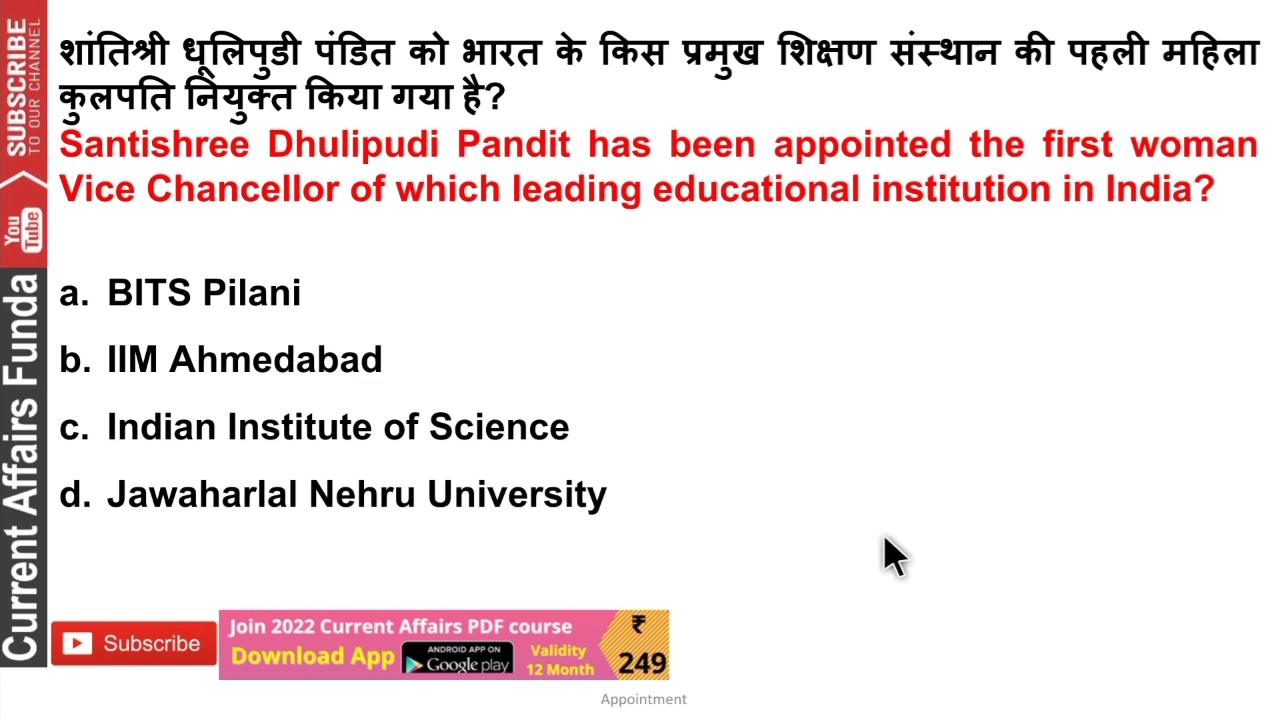 शांतिश्री धूलिपुडी पंडित को भारत के किस प्रमुख शिक्षण संस्थान की पहली महिला
कुलपति नियुक्त किया गया है?
Santishree Dhulipudi Pandit has been appointed the first woman
Vice Chancellor of which leading educational institution in India?
a. BITS Pilani
b. IIM Ahmedabad
c. Indian Institute of Science
d. Jawaharlal Nehru University
SUBSCRIBE
TO OUR CHANNEL
You
Tube
Current Affairs Funda
Subscribe
Join 2022 Current Affairs PDF course
Download App
ANDROID APP ON
Google play
Validity
12 Month
₹
249
Appointment